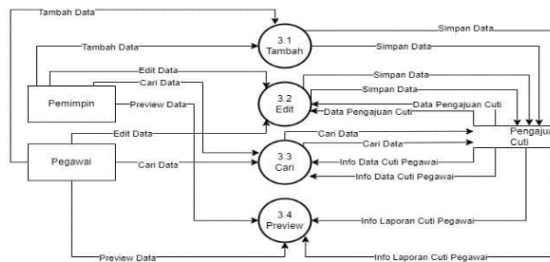 Tambah Data
Simpan Data
3.1
Tambah
Tambah Data
Simpan Data
Edit Data
Cari Data
Simpan Data
Simpan Data
3.2
Edit
Pemimpin
Preview Data
Data Pengajuan Cuti
Data Pengajuan Cuti
Edit Data
Cari Data
Pengaju
Cuti
Cari Data
Pegawai
Cari Data
3.3
Cari
Info Data Cuti Pegawai
Info Data Cuti Pegawai
3.4
Preview
Info Laporan Cuti Pegawai
Preview Data
Info Laporan Cuti Pegawai